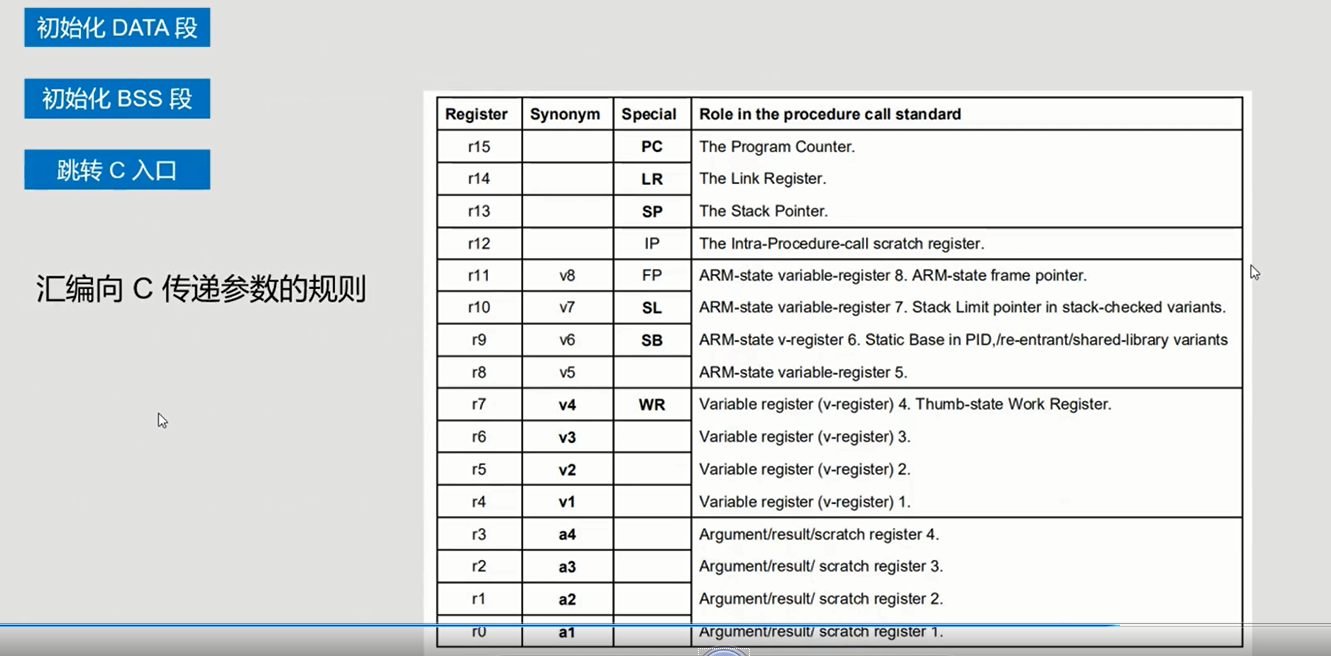 初始化 DATA 段
初始化 BSS 段
跳转 C 入口
汇编向 C 传递参数的规则
Register Synonym Special Role in the procedure call standard
r15 PC The Program Counter.
r14 LR The Link Register.
r13 SP The Stack Pointer.
r12 IP The Intra-Procedure-call scratch register.
r11 v8 FP ARM-state variable-register 8. ARM-state frame pointer.
r10 v7 SL ARM-state variable-register 7. Stack Limit pointer in stack-checked variants.
r9 v6 SB ARM-state v-register 6. Static Base in PID,/re-entrant/shared-library variants
r8 v5 ARM-state variable-register 5.
r7 v4 WR Variable register (v-register) 4. Thumb-state Work Register.
r6 v3 Variable register (v-register) 3.
r5 v2 Variable register (v-register) 2.
r4 v1 Variable register (v-register) 1.
r3 a4 Argument/result/scratch register 4.
r2 a3 Argument/result/ scratch register 3.
r1 a2 Argument/result/ scratch register 2.
r0 a1 Argument/result/ scratch register 1.